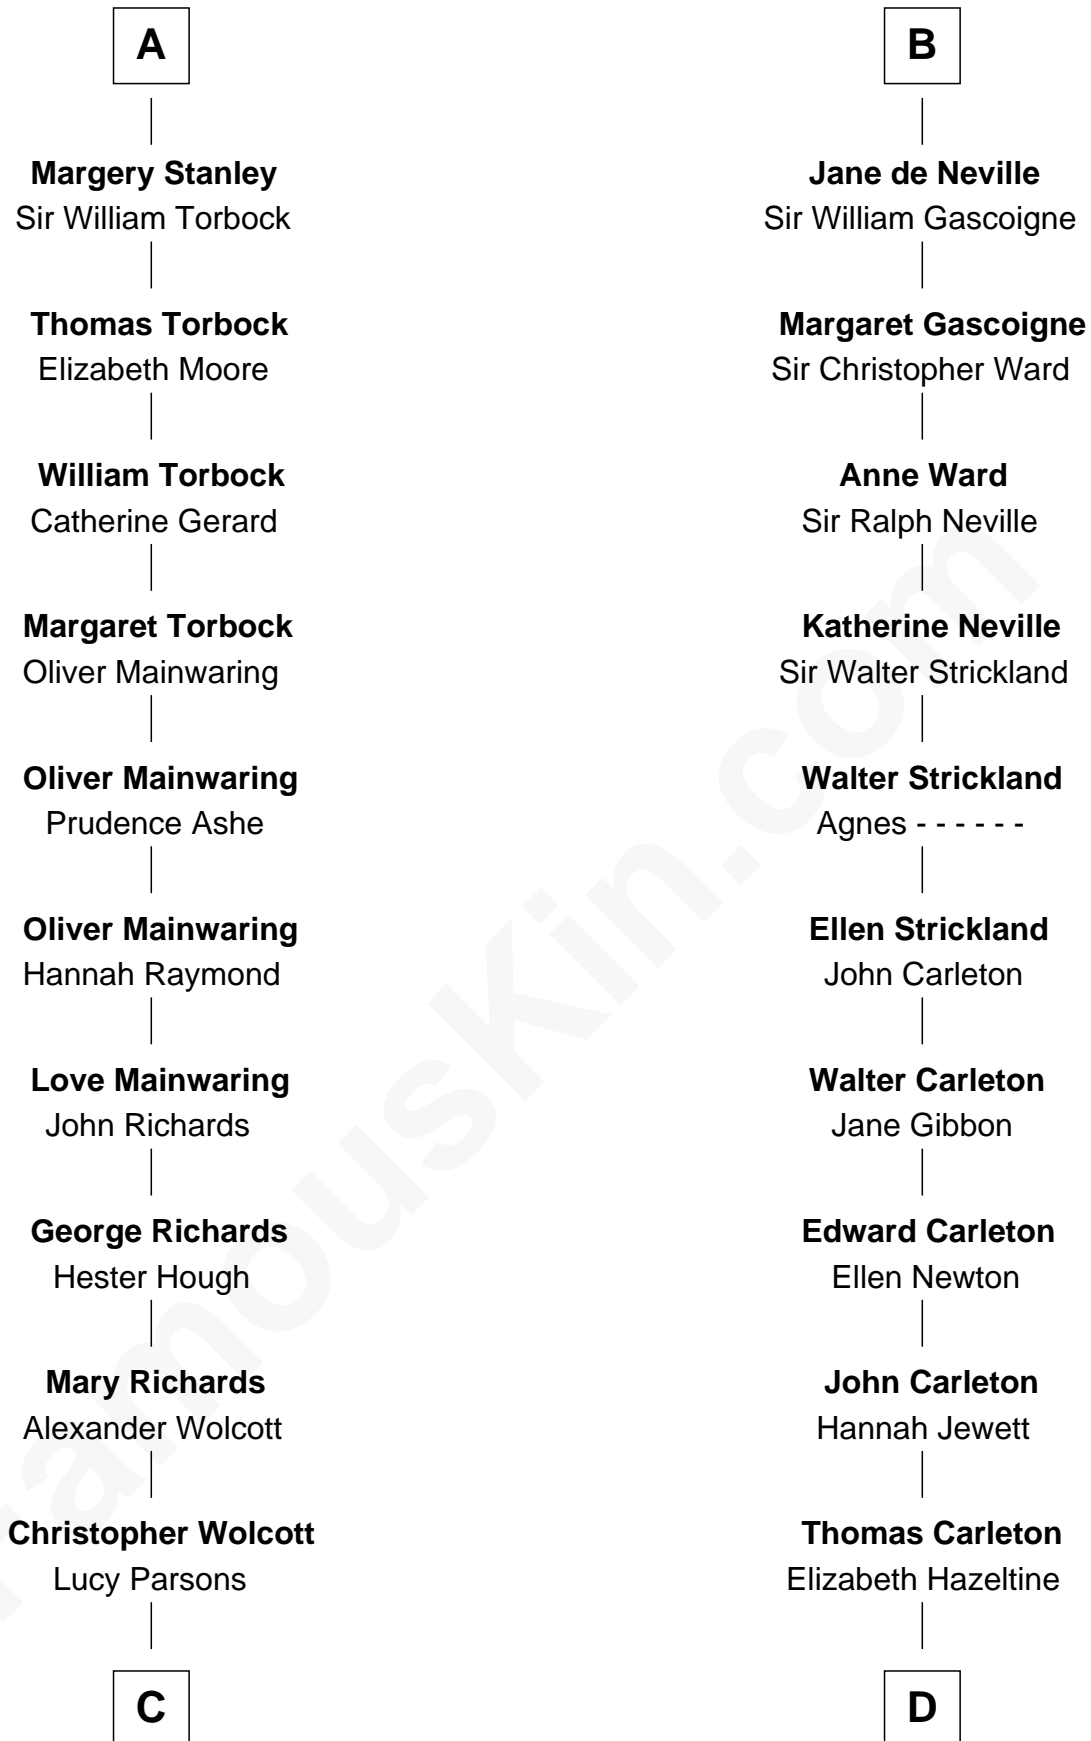 A
Margery Stanley
Sir William Torbock
Thomas Torbock
Elizabeth Moore
William Torbock
Catherine Gerard
Margaret Torbock
Oliver Mainwaring
Oliver Mainwaring
Prudence Ashe
Oliver Mainwaring
Hannah Raymond
Love Mainwaring
John Richards
George Richards
Hester Hough
Mary Richards
Alexander Wolcott
Christopher Wolcott
Lucy Parsons
C
B
Jane de Neville
Sir William Gascoigne
Margaret Gascoigne
Sir Christopher Ward
Anne Ward
Sir Ralph Neville
Katherine Neville
Sir Walter Strickland
Walter Strickland
Agnes - - - - - -
Ellen Strickland
John Carleton
Walter Carleton
Jane Gibbon
Edward Carleton
Ellen Newton
John Carleton
Hannah Jewett
Thomas Carleton
Elizabeth Hazeltine
D
FamousKin.com